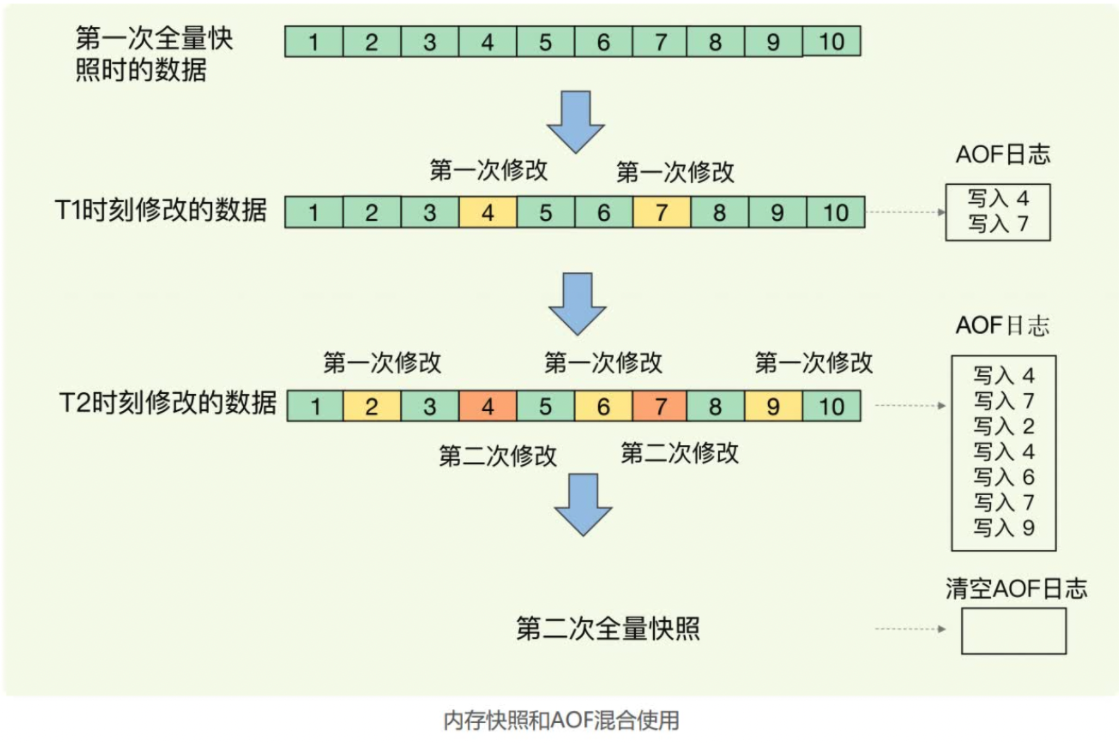 第一次全量快
照时的数据
1 2 3 4 5 6 7 8 9 10
第一次修改 第一次修改
AOF日志
T1时刻修改的数据
1 2 3 4 5 6 7 8 9 10
写入 4
写入 7
AOF日志
第一次修改 第一次修改 第一次修改
T2时刻修改的数据
1 2 3 4 5 6 7 8 9 10
第二次修改 第二次修改
写入 4
写入 7
写入 2
写入 4
写入 6
写入 7
写入 9
清空AOF日志
第二次全量快照
内存快照和AOF混合使用